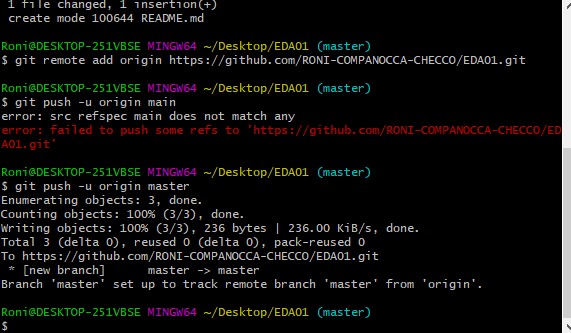 1 file changed, 1 insertion(+)
create mode 100644 README.md
Roni@DESKTOP-251VBSE MINGW64 ~/Desktop/EDA01 (master)
$ git remote add origin https://github.com/RONI-COMPANOCCA-CHECCO/EDA01.git
Roni@DESKTOP-251VBSE MINGW64 ~/Desktop/EDA01 (master)
$ git push -u origin main
error: src refspec main does not match any
error: failed to push some refs to 'https://github.com/RONI-COMPANOCCA-CHECCO/ED
A01.git'
Roni@DESKTOP-251VBSE MINGW64 ~/Desktop/EDA01 (master)
$ git push -u origin master
Enumerating objects: 3, done.
Counting objects: 100% (3/3), done.
Writing objects: 100% (3/3), 236 bytes | 236.00 KiB/s, done.
Total 3 (delta 0), reused 0 (delta 0), pack-reused 0
To https://github.com/RONI-COMPANOCCA-CHECCO/EDA01.git
* [new branch]      master -> master
Branch 'master' set up to track remote branch 'master' from 'origin'.
Roni@DESKTOP-251VBSE MINGW64 ~/Desktop/EDA01 (master)
$